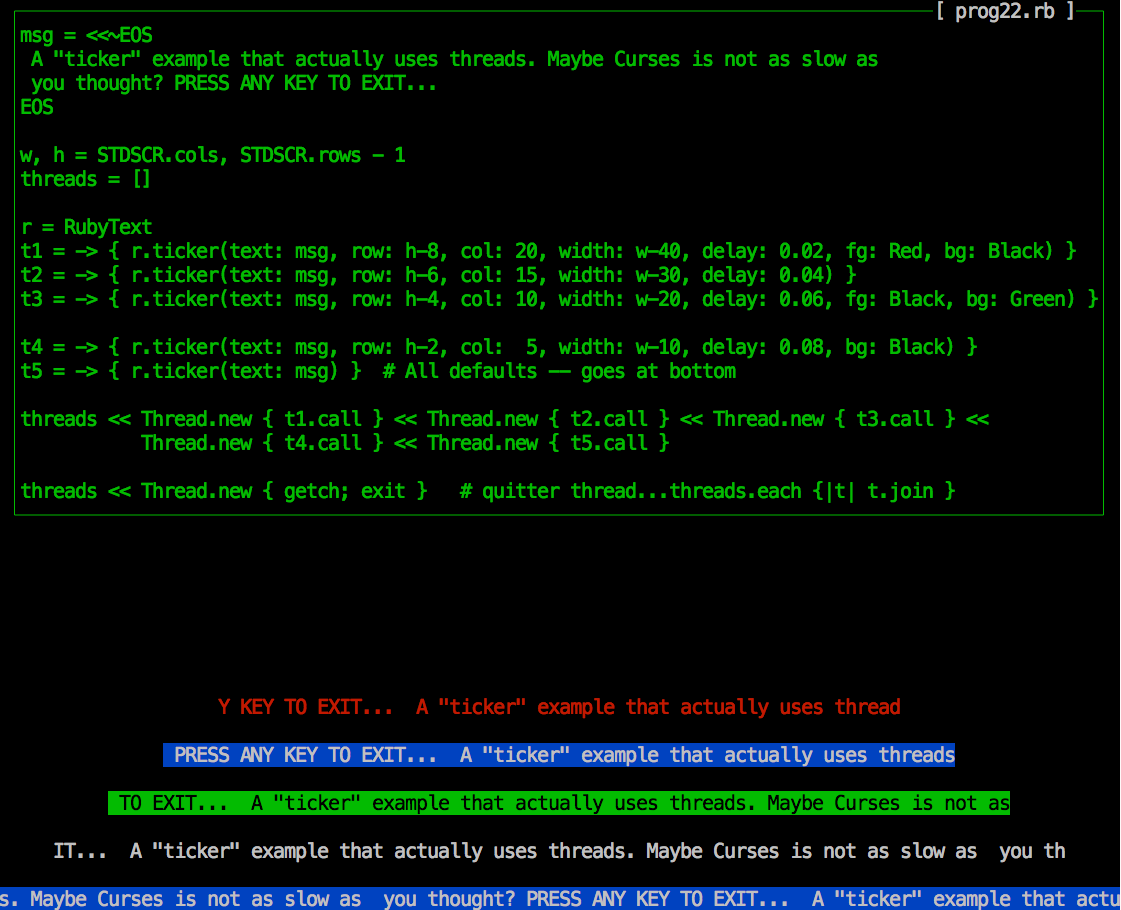 [ prog22.rb ]
msg = <<~EOS
 A "ticker" example that actually uses threads. Maybe Curses is not as slow as
 you thought? PRESS ANY KEY TO EXIT...
EOS

w, h = STDSCR.cols, STDSCR.rows - 1
threads = []

r = RubyText
t1 = -> { r.ticker(text: msg, row: h-8, col: 20, width: w-40, delay: 0.02, fg: Red, bg: Black) }
t2 = -> { r.ticker(text: msg, row: h-6, col: 15, width: w-30, delay: 0.04) }
t3 = -> { r.ticker(text: msg, row: h-4, col: 10, width: w-20, delay: 0.06, fg: Black, bg: Green) }

t4 = -> { r.ticker(text: msg, row: h-2, col:  5, width: w-10, delay: 0.08, bg: Black) }
t5 = -> { r.ticker(text: msg) }  # All defaults -- goes at bottom

threads << Thread.new { t1.call } << Thread.new { t2.call } << Thread.new { t3.call } <<
           Thread.new { t4.call } << Thread.new { t5.call }

threads << Thread.new { getch; exit }   # quitter thread...threads.each {|t| t.join }

Y KEY TO EXIT...  A "ticker" example that actually uses thread
 PRESS ANY KEY TO EXIT...  A "ticker" example that actually uses threads
 TO EXIT...  A "ticker" example that actually uses threads. Maybe Curses is not as
IT...  A "ticker" example that actually uses threads. Maybe Curses is not as slow as  you th
s. Maybe Curses is not as slow as  you thought? PRESS ANY KEY TO EXIT...  A "ticker" example that actu